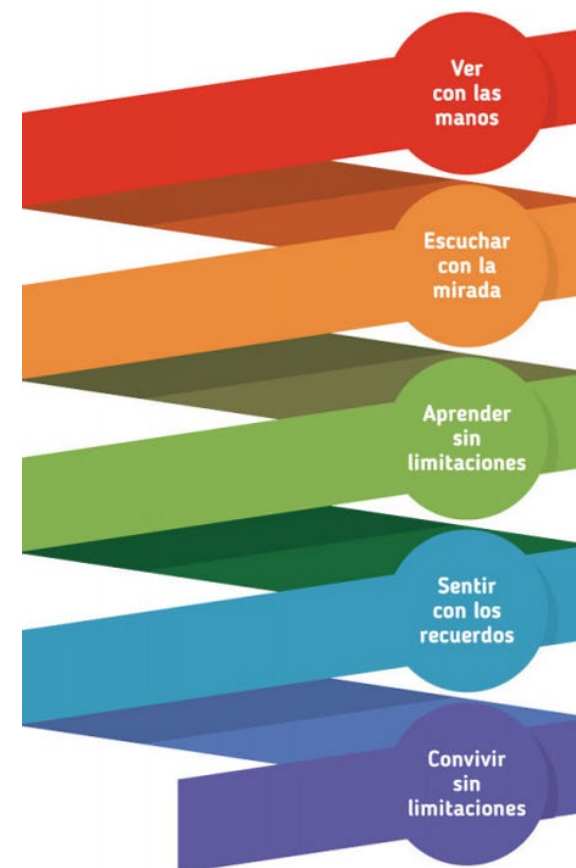 Ver
con las
manos
Escuchar
con la
mirada
Aprender
sin
limitaciones
Sentir
con los
recuerdos
Convivir
sin
limitaciones